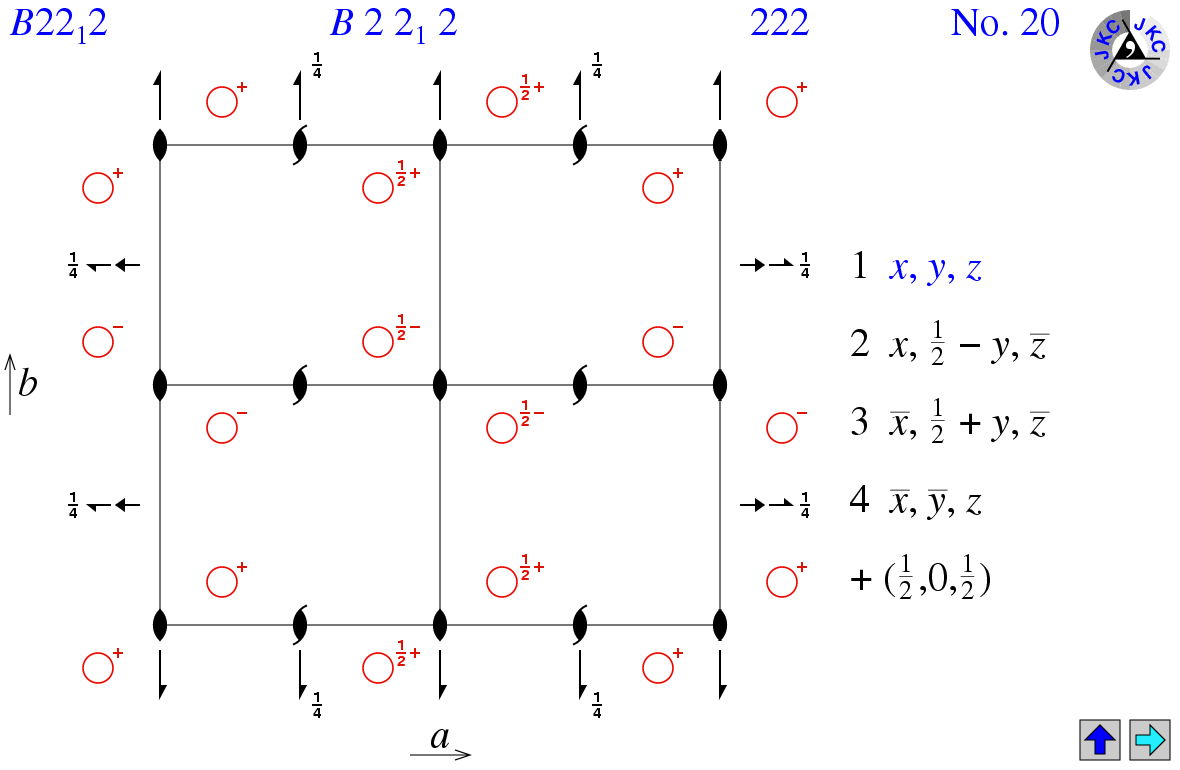 B22₁2 B 2 2₁ 2 222 No. 20
JKC JKC JKC
1/4 1/4
+ 1/2+ +
+ 1/2+ +
1/4 1/4
1 x, y, z
− 1/2− −
2 x, 1/2 − y, z̅
b
− 1/2− −
3 x̅, 1/2 + y, z̅
1/4 1/4
4 x̅, y̅, z
+ 1/2+ +
+ (1/2,0,1/2)
+ 1/2+ +
1/4 1/4
a